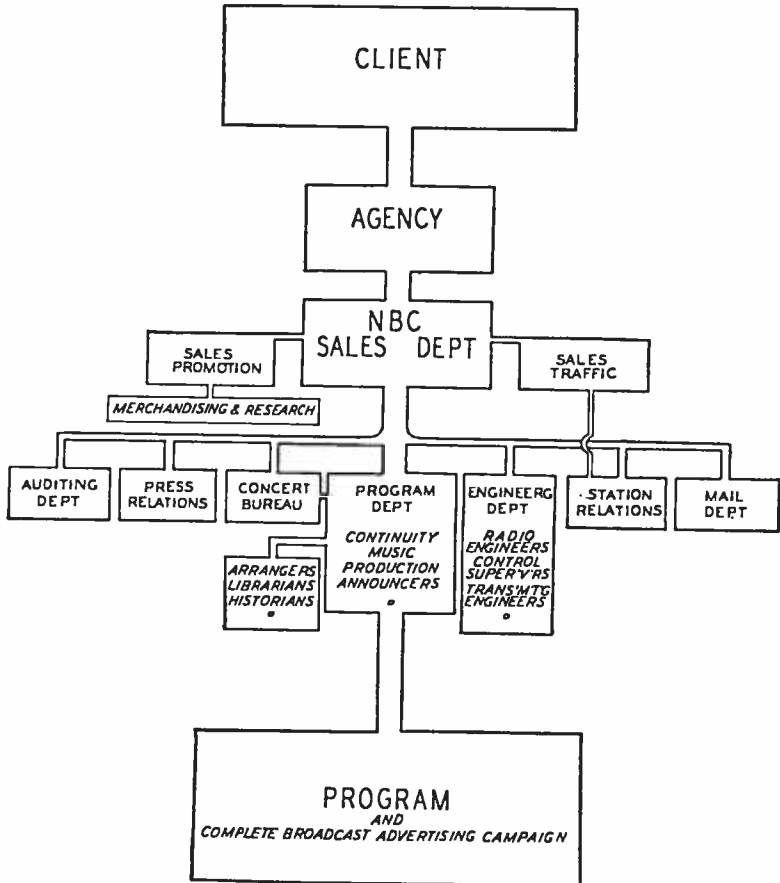 CLIENT
AGENCY
NBC
SALES DEPT
SALES
PROMOTION
SALES
TRAFFIC
MERCHANDISING & RESEARCH
AUDITING
DEPT
PRESS
RELATIONS
CONCERT
BUREAU
PROGRAM
DEPT
CONTINUITY
MUSIC
PRODUCTION
ANNOUNCERS
ENGINEERG
DEPT
RADIO
ENGINEERS
CONTROL
SUPER'V'RS
TRANS'MT'G
ENGINEERS
STATION
RELATIONS
MAIL
DEPT
ARRANGERS
LIBRARIANS
HISTORIANS
PROGRAM
AND
COMPLETE BROADCAST ADVERTISING CAMPAIGN